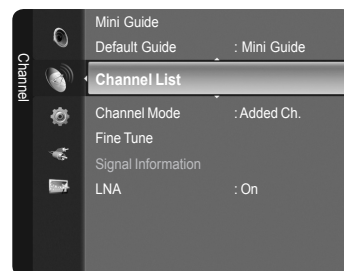 Channel
Mini Guide
Default Guide : Mini Guide
Channel List
Channel Mode : Added Ch.
Fine Tune
Signal Information
LNA : On